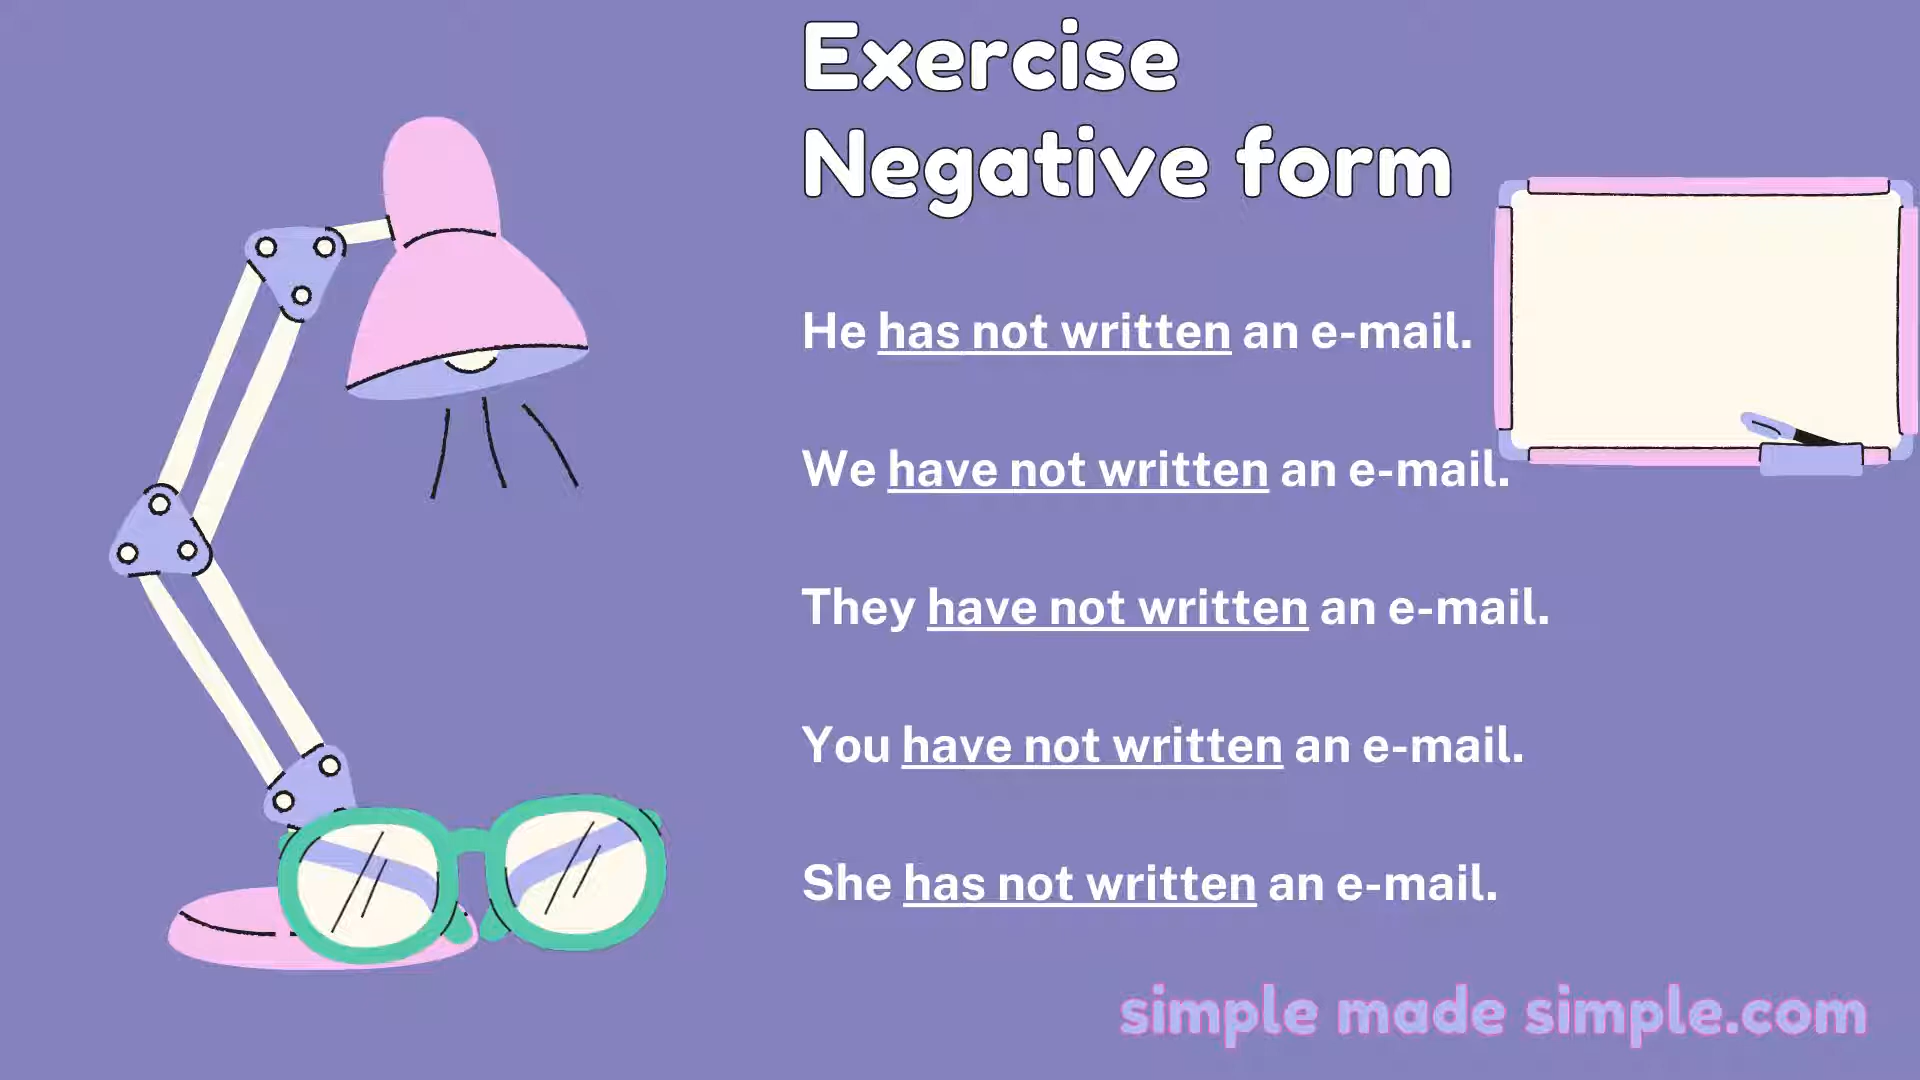 Exercise
Negative form
He has not written an e-mail.
We have not written an e-mail.
They have not written an e-mail.
You have not written an e-mail.
She has not written an e-mail.
simple made simple.com